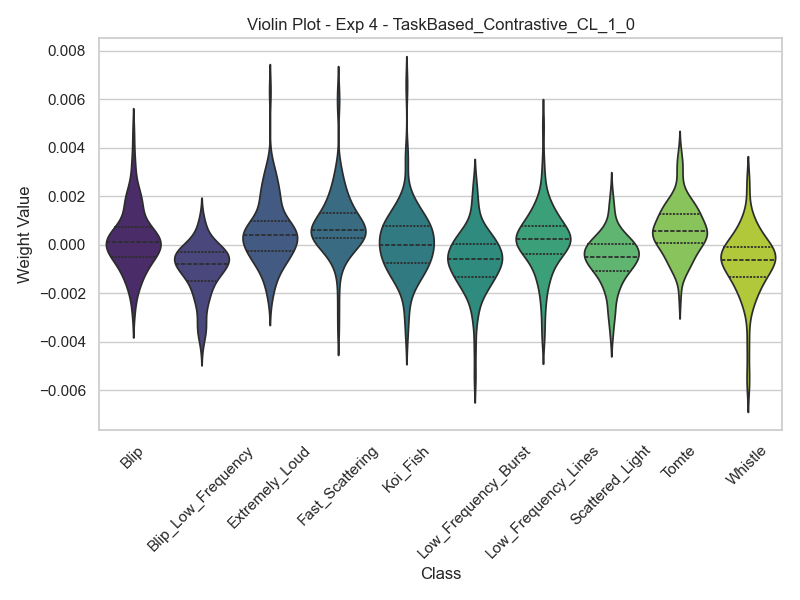 Violin Plot - Exp 4 - TaskBased_Contrastive_CL_1_0
Weight Value
0.008
0.006
0.004
0.002
0.000
−0.002
−0.004
−0.006
Blip
Blip_Low_Frequency
Extremely_Loud
Fast_Scattering
Koi_Fish
Low_Frequency_Burst
Low_Frequency_Lines
Scattered_Light
Tomte
Whistle
Class